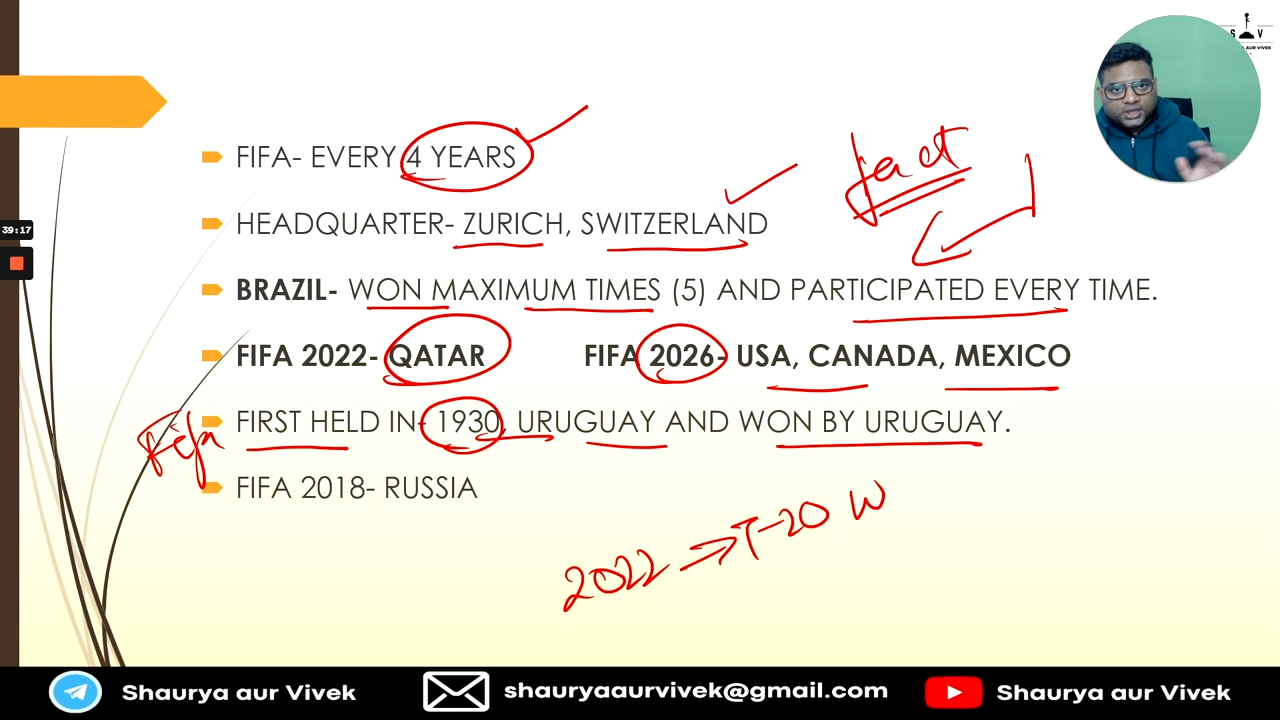 S V
39:17
FIFA- EVERY 4 YEARS
fact
HEADQUARTER- ZURICH, SWITZERLAND
BRAZIL- WON MAXIMUM TIMES (5) AND PARTICIPATED EVERY TIME.
FIFA 2022- QATAR FIFA 2026- USA, CANADA, MEXICO
Fifa
FIRST HELD IN- 1930, URUGUAY AND WON BY URUGUAY.
FIFA 2018- RUSSIA
2022 ⇒ T-20 W
Shaurya aur Vivek shauryaaurvivek@gmail.com Shaurya aur Vivek